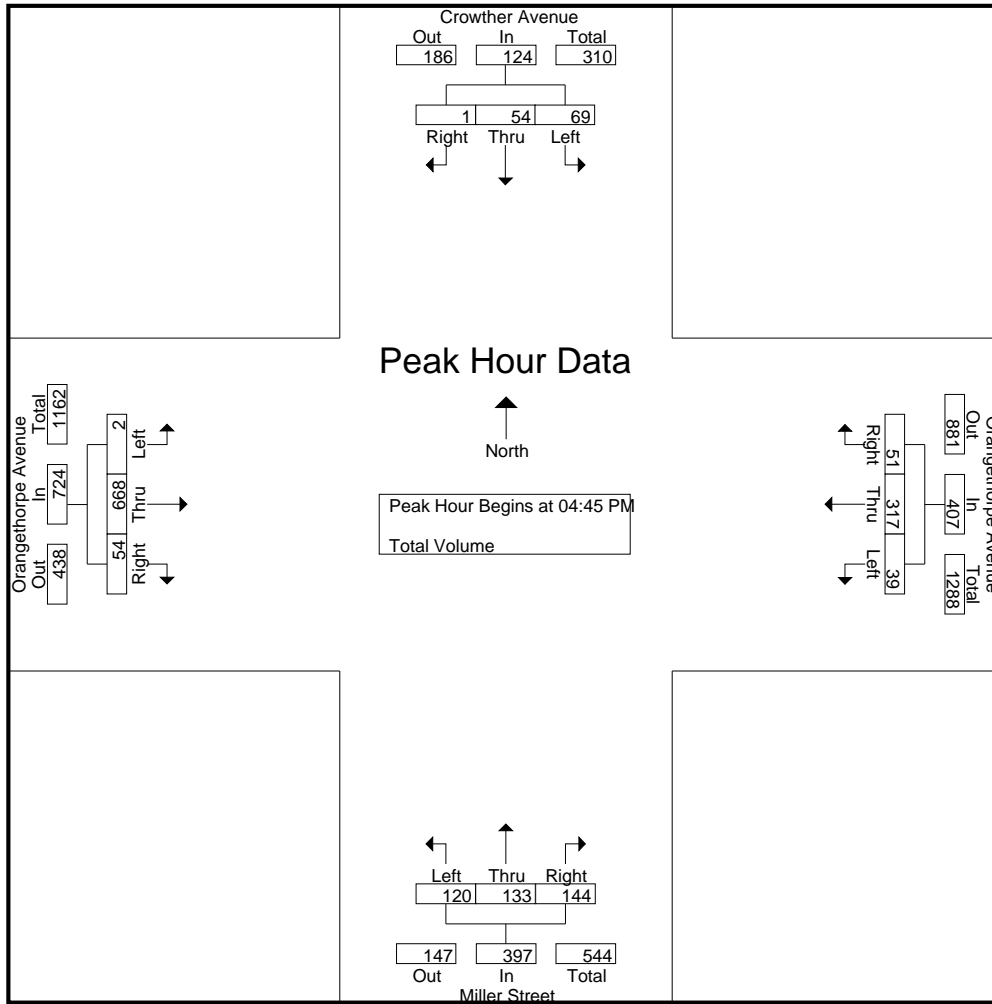 Crowther Avenue
Out In Total
186 124 310
1 54 69
Right Thru Left
Peak Hour Data
North
Peak Hour Begins at 04:45 PM
Total Volume
Orangethorpe Avenue
Out In Total
438 724 1162
54 668 2
Right Thru Left
Orangethorpe Avenue
Out In Total
881 407 1288
Right Thru Left
51 317 39
Left Thru Right
120 133 144
147 397 544
Out In Total
Miller Street